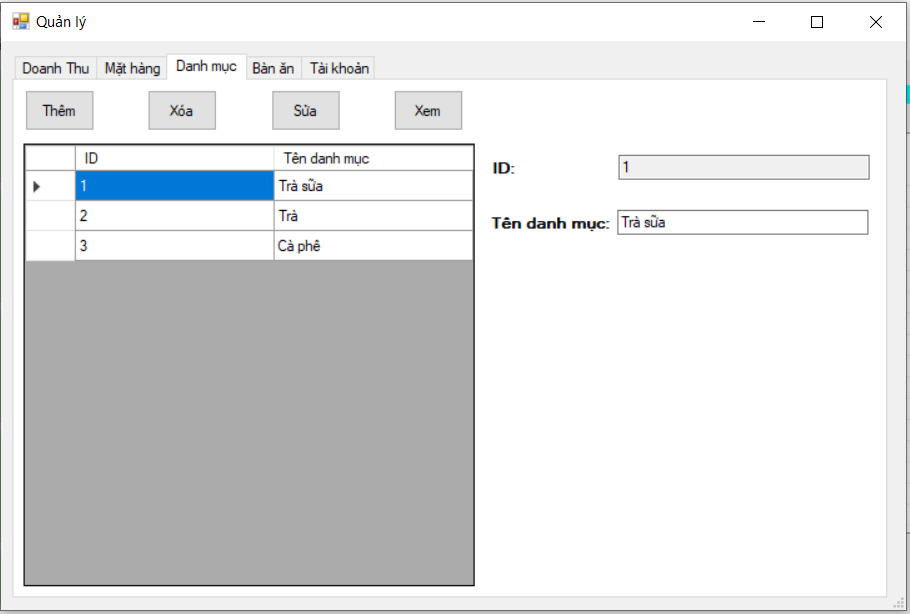 Quản lý
Doanh Thu Mặt hàng Danh mục Bàn ăn Tài khoản
Thêm Xóa Sửa Xem
ID Tên danh mục
1 Trà sữa
2 Trà
3 Cà phê
ID: 1
Tên danh mục: Trà sữa